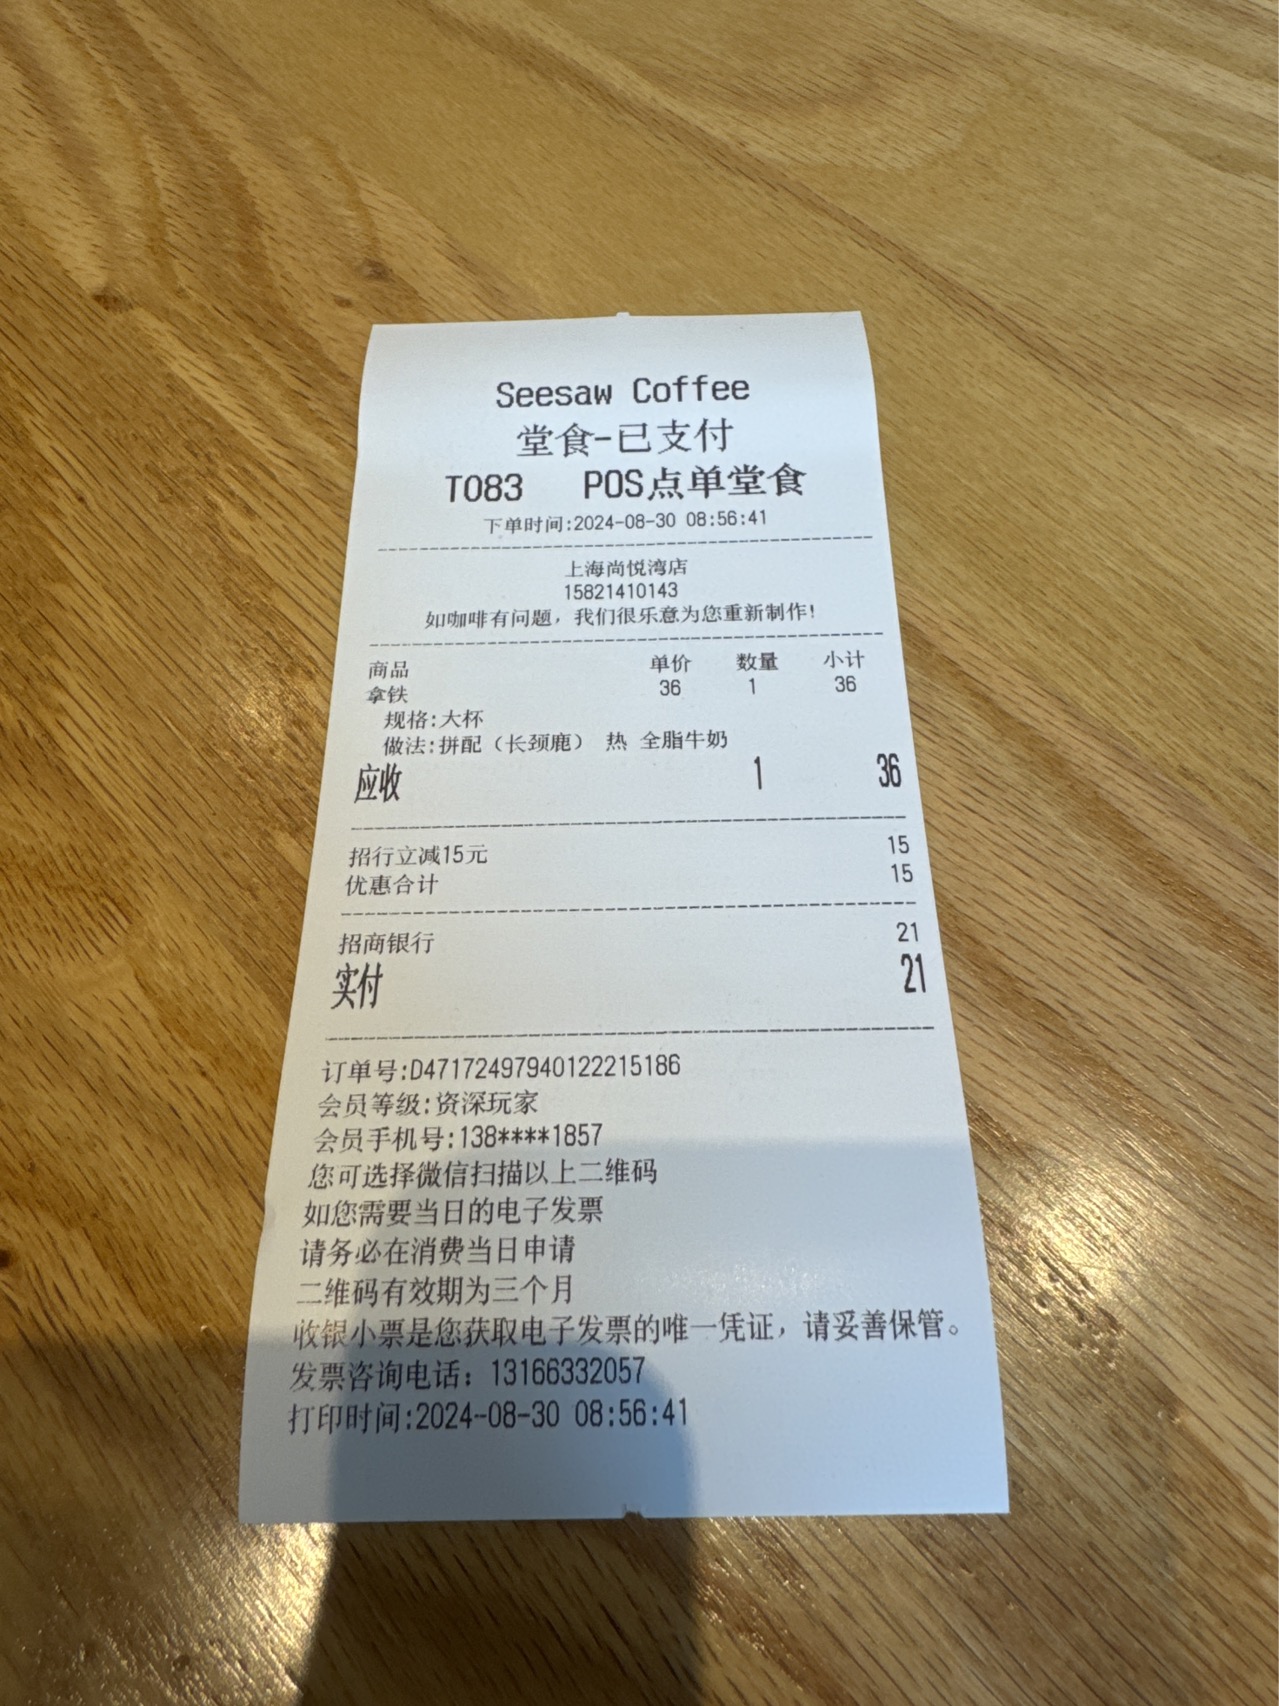 Seesaw Coffee
堂食-已支付
T083 POS点单堂食
下单时间:2024-08-30 08:56:41
上海尚悦湾店
15821410143
如咖啡有问题，我们很乐意为您重新制作!
商品 单价 数量 小计
拿铁 36 1 36
规格:大杯
做法:拼配（长颈鹿） 热 全脂牛奶
应收 1 36
招行立减15元 15
优惠合计 15
招商银行 21
实付 21
订单号:D47172497940122215186
会员等级:资深玩家
会员手机号:138****1857
您可选择微信扫描以上二维码
如您需要当日的电子发票
请务必在消费当日申请
二维码有效期为三个月
收银小票是您获取电子发票的唯一凭证，请妥善保管。
发票咨询电话：13166332057
打印时间:2024-08-30 08:56:41